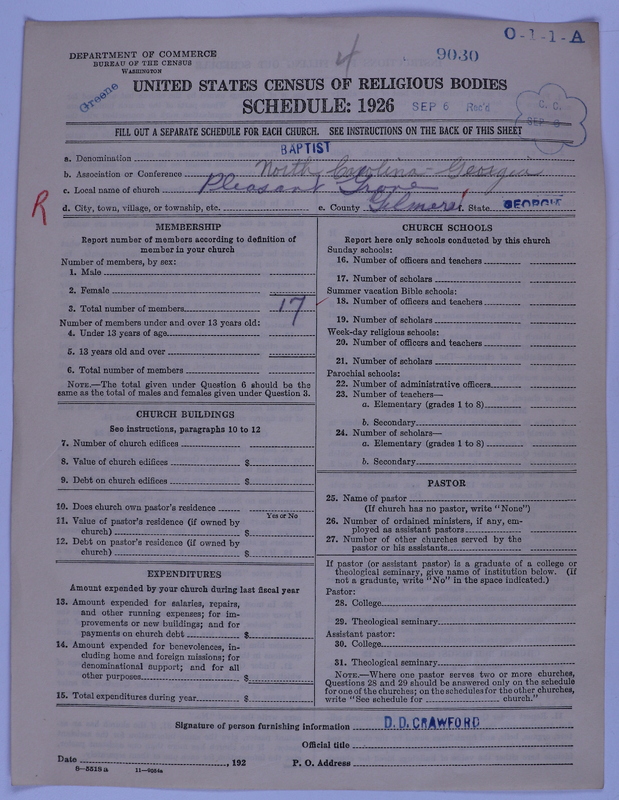 O-1-1-A
4
9030
DEPARTMENT OF COMMERCE
BUREAU OF THE CENSUS
WASHINGTON
Greene
UNITED STATES CENSUS OF RELIGIOUS BODIES
SCHEDULE: 1926 SEP 6 Rec'd
C. C.
SEP 6
FILL OUT A SEPARATE SCHEDULE FOR EACH CHURCH. SEE INSTRUCTIONS ON THE BACK OF THIS SHEET
a. Denomination BAPTIST
b. Association or Conference North Carolina-Georgia
c. Local name of church Pleasant Grove
d. City, town, village, or township, etc. e. County Gilmore State GEORGIA
R
MEMBERSHIP
Report number of members according to definition of
member in your church
Number of members, by sex:
1. Male
2. Female
3. Total number of members 17
Number of members under and over 13 years old:
4. Under 13 years of age
5. 13 years old and over
6. Total number of members
NOTE.—The total given under Question 6 should be the
same as the total of males and females given under Question 3.
CHURCH BUILDINGS
See instructions, paragraphs 10 to 12
7. Number of church edifices
8. Value of church edifices $
9. Debt on church edifices $
10. Does church own pastor's residence
Yes or No
11. Value of pastor's residence (if owned by
church) $
12. Debt on pastor's residence (if owned by
church) $
EXPENDITURES
Amount expended by your church during last fiscal year
13. Amount expended for salaries, repairs,
and other running expenses; for im-
provements or new buildings; and for
payments on church debt $
14. Amount expended for benevolences, in-
cluding home and foreign missions; for
denominational support; and for all
other purposes $
15. Total expenditures during year $
CHURCH SCHOOLS
Report here only schools conducted by this church
Sunday schools:
16. Number of officers and teachers
17. Number of scholars
Summer vacation Bible schools:
18. Number of officers and teachers
19. Number of scholars
Week-day religious schools:
20. Number of officers and teachers
21. Number of scholars
Parochial schools:
22. Number of administrative officers
23. Number of teachers—
a. Elementary (grades 1 to 8)
b. Secondary
24. Number of scholars—
a. Elementary (grades 1 to 8)
b. Secondary
PASTOR
25. Name of pastor
(If church has no pastor, write "None")
26. Number of ordained ministers, if any, em-
ployed as assistant pastors
27. Number of other churches served by the
pastor or his assistants
If pastor (or assistant pastor) is a graduate of a college or
theological seminary, give name of institution below. (If
not a graduate, write "No" in the space indicated.)
Pastor:
28. College
29. Theological seminary
Assistant pastor:
30. College
31. Theological seminary
NOTE.—Where one pastor serves two or more churches,
Questions 28 and 29 should be answered only on the schedule
for one of the churches; on the schedules for the other churches,
write "See schedule for church."
Signature of person furnishing information D. D. CRAWFORD
Official title
Date , 192 P. O. Address
8—5518a 11—9064a